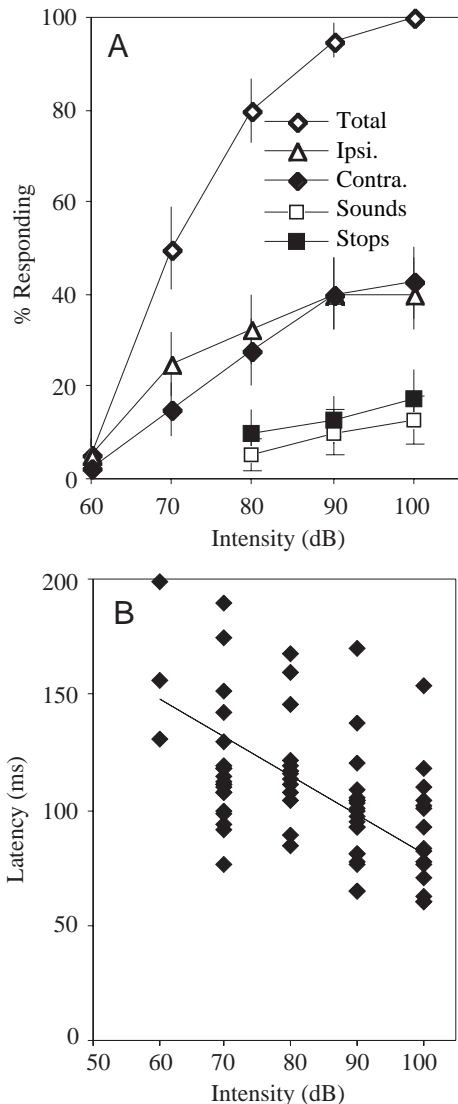 100
A
80
60
40
20
0
% Responding
Total
Ipsi.
Contra.
Sounds
Stops
60 70 80 90 100
Intensity (dB)
200
B
150
100
50
0
Latency (ms)
50 60 70 80 90 100
Intensity (dB)